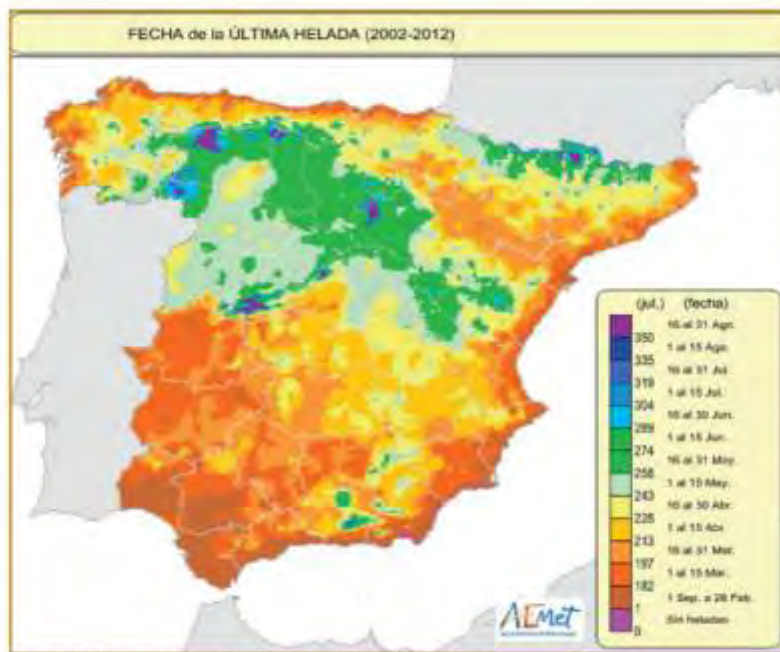 FECHA de la ÚLTIMA HELADA (2002-2012)
(jul.) (fecha)
16 al 31 Ago.
350
1 al 15 Ago.
335
16 al 31 Jul.
319
1 al 15 Jul.
304
16 al 30 Jun.
289
1 al 15 Jun.
274
16 al 31 May.
258
1 al 15 May.
243
16 al 30 Abr.
228
1 al 15 Abr.
213
16 al 31 Mar.
197
1 al 15 Mar.
182
1 Sep. a 28 Feb.
1
Sin heladas
0
AEmet